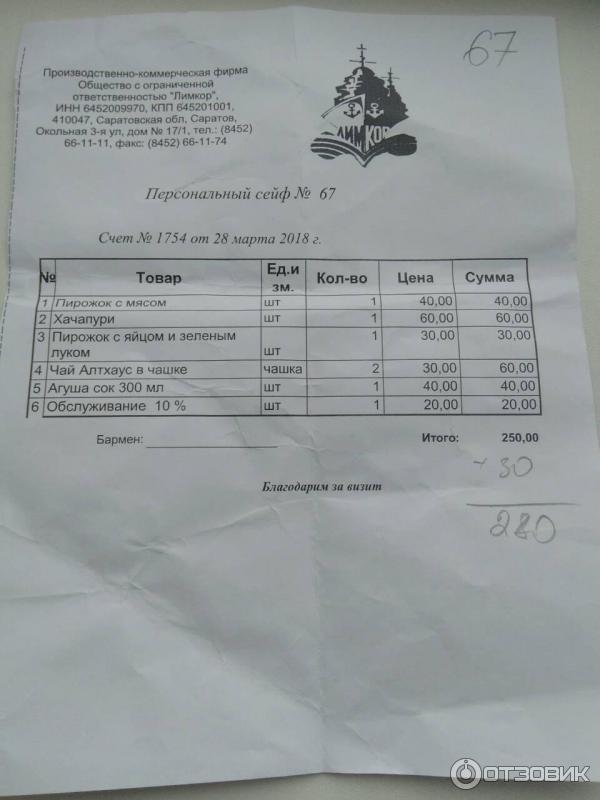 67
Производственно-коммерческая фирма
Общество с ограниченной
ответственностью "Лимкор",
ИНН 6452009970, КПП 645201001,
410047, Саратовская обл, Саратов,
Окольная 3-я ул, дом № 17/1, тел.: (8452)
66-11-11, факс: (8452) 66-11-74
ЛИМКОР
Персональный сейф № 67
Счет № 1754 от 28 марта 2018 г.
№ Товар Ед.и зм. Кол-во Цена Сумма
1 Пирожок с мясом шт 1 40,00 40,00
2 Хачапури шт 1 60,00 60,00
3 Пирожок с яйцом и зеленым 1 30,00 30,00
луком шт
4 Чай Алтхаус в чашке чашка 2 30,00 60,00
5 Агуша сок 300 мл шт 1 40,00 40,00
6 Обслуживание 10 % шт 1 20,00 20,00
Бармен: Итого: 250,00
+ 30
Благодарим за визит
280
ОТЗОВИК